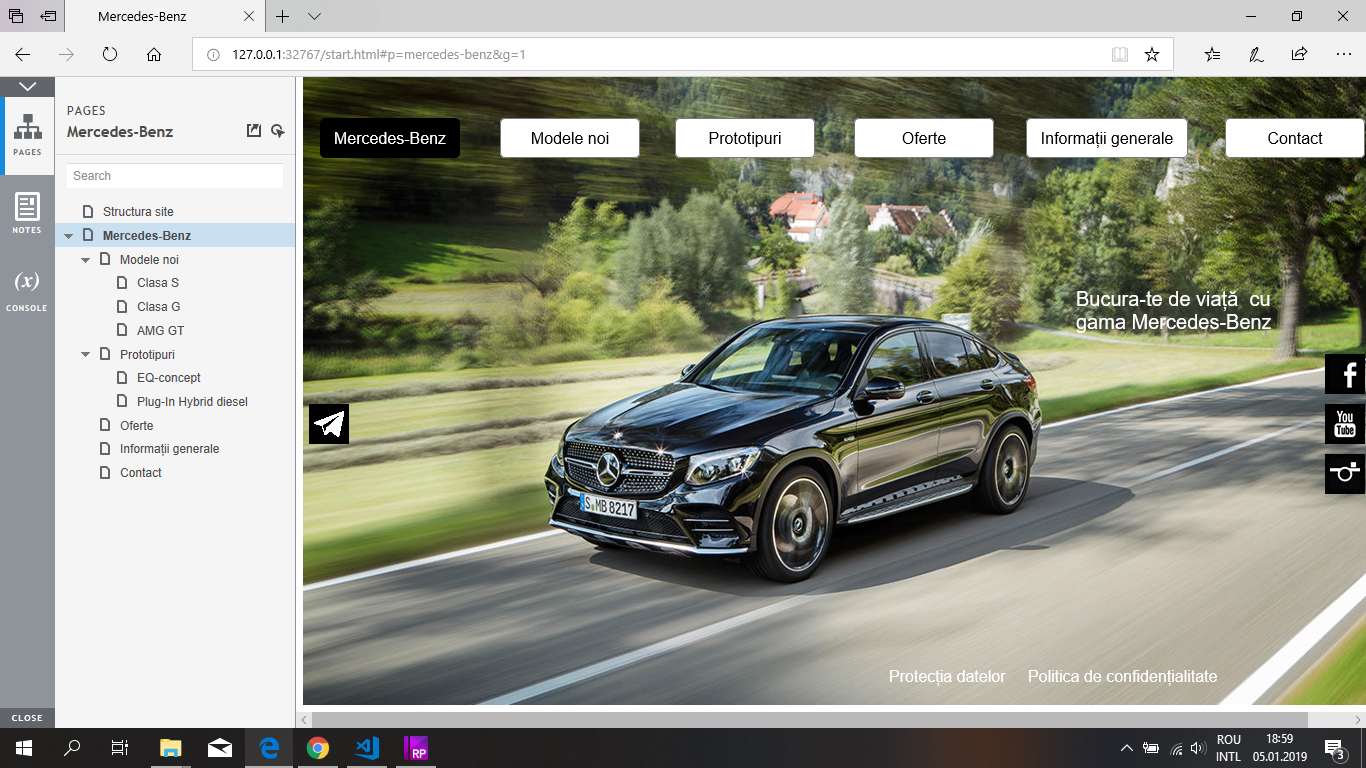 Mercedes-Benz
127.0.0.1:32767/start.html#p=mercedes-benz&g=1
PAGES
NOTES
(x)
CONSOLE
CLOSE
PAGES
Mercedes-Benz
Search
Structura site
Mercedes-Benz
Modele noi
Clasa S
Clasa G
AMG GT
Prototipuri
EQ-concept
Plug-In Hybrid diesel
Oferte
Informații generale
Contact
Mercedes-Benz Modele noi Prototipuri Oferte Informații generale Contact
Bucura-te de viață  cu
gama Mercedes-Benz
f
You
Tube
S MB 8217
Protecția datelor Politica de confidențialitate
RP
ROU
INTL
18:59
05.01.2019
3